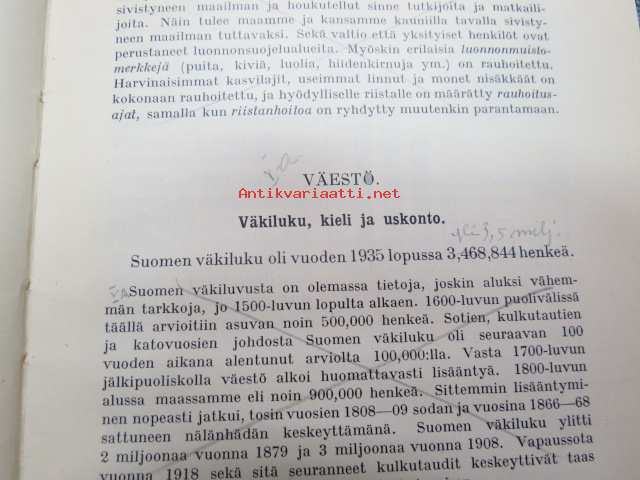 sivistyneen maailman ja houkutellut sinne tutkijoita ja matkaili-
joita. Näin tulee maamme ja kansamme kauniilla tavalla sivisty-
neen maailman tuttavaksi. Sekä valtio että yksityiset henkilöt ovat
perustaneet luonnonsuojelualueita. Myöskin erilaisia luonnonmuisto-
merkkejä (puita, kiviä, luolia, hiidenkirnuja ym.) on rauhoitettu.
Harvinaisimmat kasvilajit, useimmat linnut ja monet nisäkkäät on
kokonaan rauhoitettu, ja hyödylliselle riistalle on määrätty rauhoitus-
ajat, samalla kun riistanhoitoa on ryhdytty muutenkin parantamaan.
VÄESTÖ.
Antikvariaatti.net
Väkiluku, kieli ja uskonto.
yli 3,5 milj.
Suomen väkiluku oli vuoden 1935 lopussa 3,468,844 henkeä.
Suomen väkiluvusta on olemassa tietoja, joskin aluksi vähem-
män tarkkoja, jo 1500-luvun lopulta alkaen. 1600-luvun puolivälissä
täällä arvioitiin asuvan noin 500,000 henkeä. Sotien, kulkutautien
ja katovuosien johdosta Suomen väkiluku oli seuraavan 100
vuoden aikana alentunut arviolta 100,000:lla. Vasta 1700-luvun
jälkipuoliskolla väestö alkoi huomattavasti lisääntyä. 1800-luvun
alussa maassamme eli noin 900,000 henkeä. Sittemmin lisääntymi-
nen nopeasti jatkui, tosin vuosien 1808—09 sodan ja vuosina 1866—68
sattuneen nälänhädän keskeyttämänä. Suomen väkiluku ylitti
2 miljoonaa vuonna 1879 ja 3 miljoonaa vuonna 1908. Vapaussota
vuonna 1918 sekä sitä seuranneet kulkutaudit keskeyttivät taas